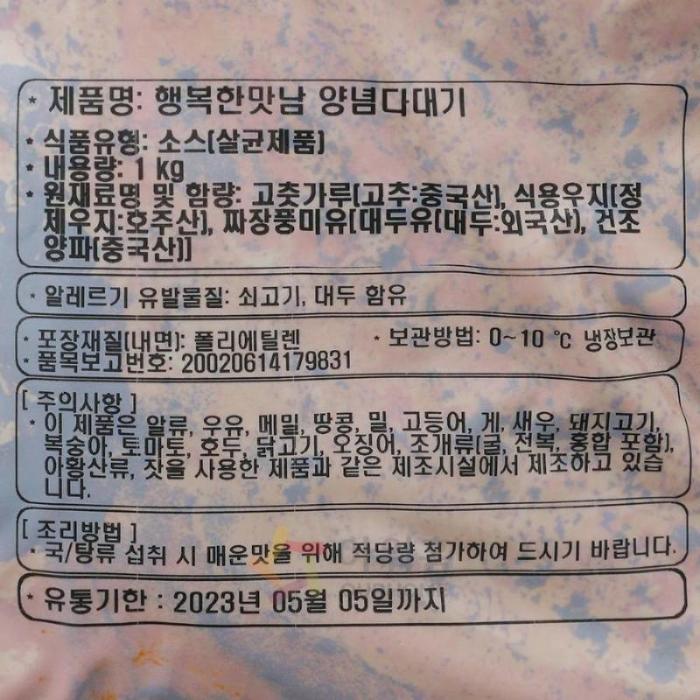 * 제품명: 행복한맛남 양념다대기
* 식품유형: 소스(살균제품)
* 내용량: 1 kg
* 원재료명 및 함량: 고춧가루[고추:중국산], 식용우지[정
제우지:호주산], 짜장풍미유[대두유(대두:외국산), 건조
양파(중국산)]
* 알레르기 유발물질: 쇠고기, 대두 함유
* 포장재질(내면): 폴리에틸렌 * 보관방법: 0~10 ℃ 냉장보관
* 품목보고번호: 20020614179831
[ 주의사항 ]
* 이 제품은 알류, 우유, 메밀, 땅콩, 밀, 고등어, 게, 새우, 돼지고기,
복숭아, 토마토, 호두, 닭고기, 오징어, 조개류(굴, 전복, 홍합 포함),
아황산류, 잣을 사용한 제품과 같은 제조시설에서 제조하고 있습
니다.
[ 조리방법 ]
* 국/탕류 섭취 시 매운맛을 위해 적당량 첨가하여 드시기 바랍니다.
* 유통기한 : 2023년 05월 05일까지